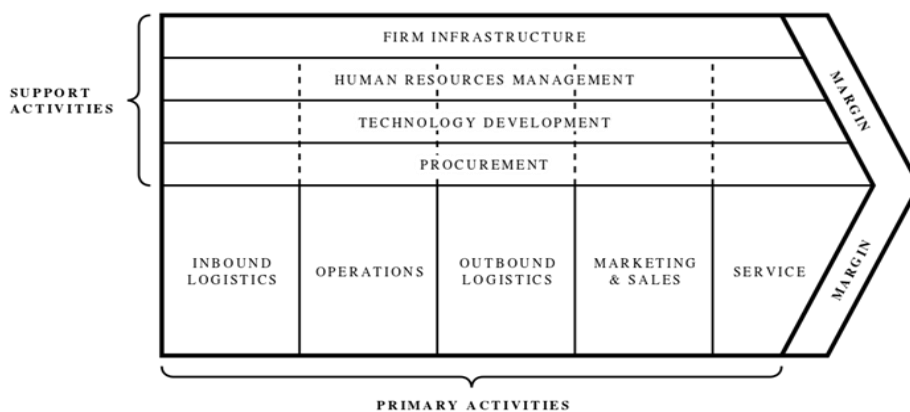 FIRM INFRASTRUCTURE
SUPPORT
ACTIVITIES
HUMAN RESOURCES MANAGEMENT
TECHNOLOGY DEVELOPMENT
PROCUREMENT
MARGIN
INBOUND
LOGISTICS
OPERATIONS
OUTBOUND
LOGISTICS
MARKETING
& SALES
SERVICE
MARGIN
PRIMARY ACTIVITIES